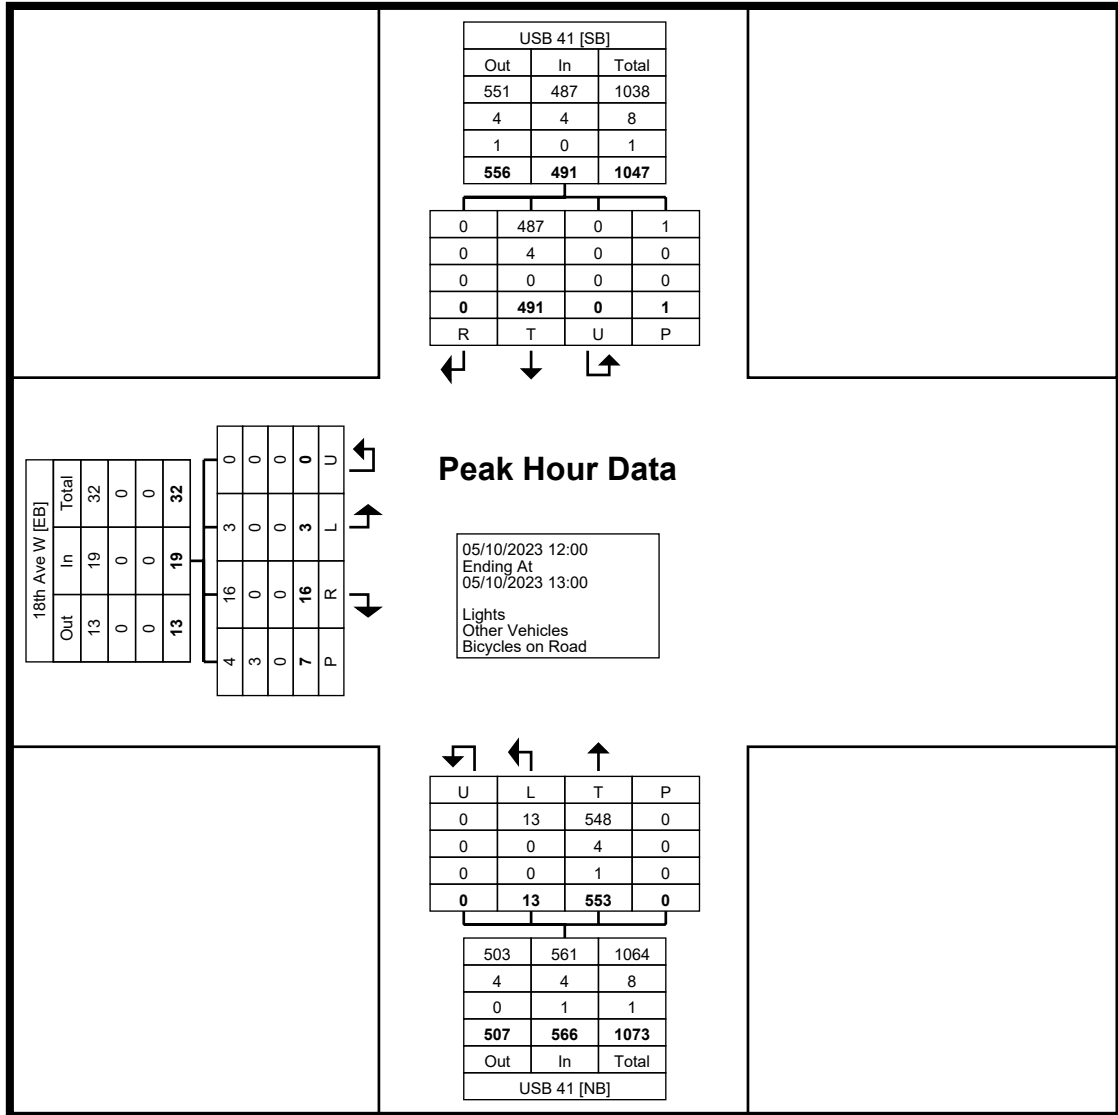 USB 41 [SB]
Out In Total
551 487 1038
4 4 8
1 0 1
556 491 1047
0 487 0 1
0 4 0 0
0 0 0 0
0 491 0 1
R T U P
Peak Hour Data
18th Ave W [EB]
Out In Total
13 19 32
0 0 0
0 0 0
13 19 32
4 16 3 0
3 0 0 0
0 0 0 0
7 16 3 0
P R L U
05/10/2023 12:00
Ending At
05/10/2023 13:00
Lights
Other Vehicles
Bicycles on Road
U L T P
0 13 548 0
0 0 4 0
0 0 1 0
0 13 553 0
503 561 1064
4 4 8
0 1 1
507 566 1073
Out In Total
USB 41 [NB]